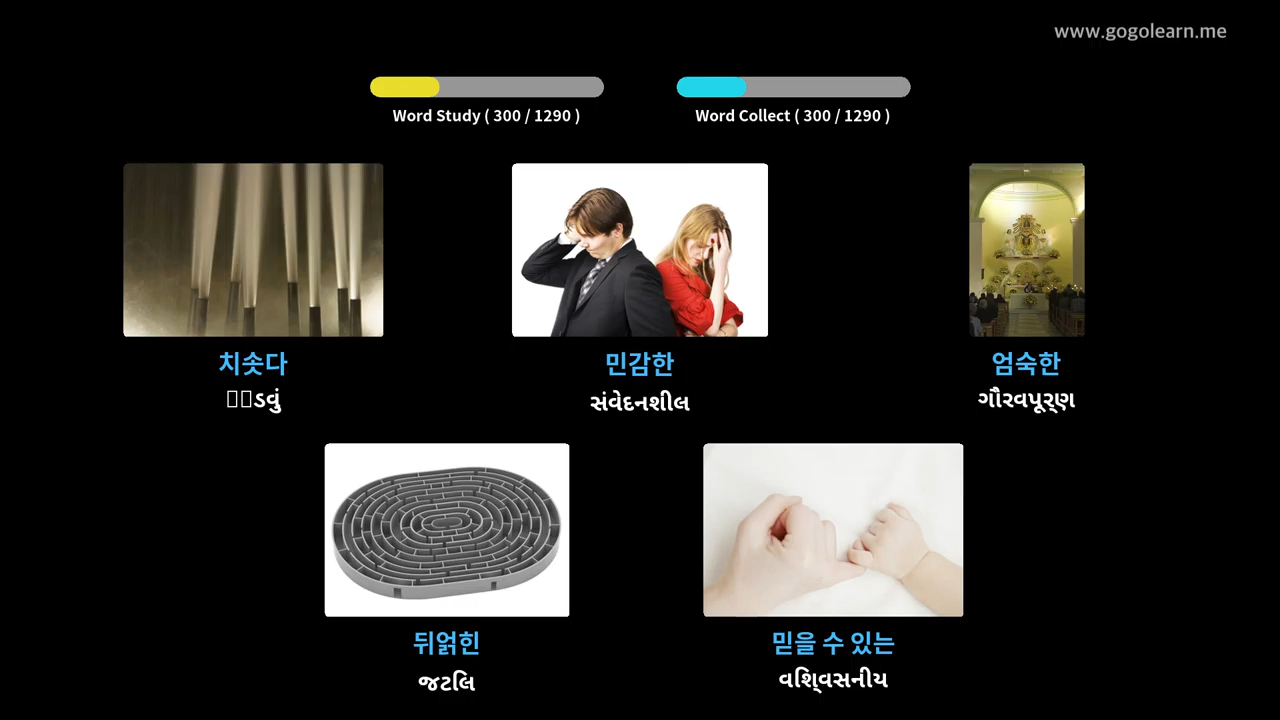 www.gogolearn.me
Word Study ( 300 / 1290 )
Word Collect ( 300 / 1290 )
치솟다
민감한
엄숙한
સંવેદનશીલ
ગૌરવપૂર્ણ
뒤얽힌
믿을 수 있는
જટિલ
વિશ્વસનીય